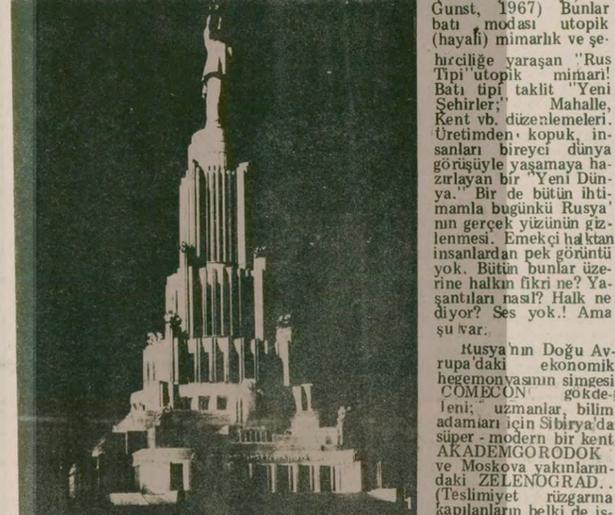 Gunst, 1967) Bunlar
batı modası utopik
(hayali) mimarlık ve şe-
hirciliğe yaraşan "Rus
Tipi" utopik mimari!
Batı tipi taklit "Yeni
Şehirler;" Mahalle,
Kent vb. düzenlemeleri.
Üretimden kopuk, in-
sanları bireyci dünya
görüşüyle yaşamaya ha-
zırlayan bir "Yeni Dün-
ya." Bir de bütün ihti-
mamla bugünkü Rusya'
nın gerçek yüzünün giz-
lenmesi. Emekçi halktan
insanlardan pek görüntü
yok. Bütün bunlar üze-
rine halkın fikri ne? Ya-
şantıları nasıl? Halk ne
diyor? Ses yok.! Ama
şu var:
Rusya'nın Doğu Av-
rupa'daki ekonomik
hegemonyasının simgesi
COMECON gökde-
leni; uzmanlar, bilim
adamları için Sibirya'da
süper - modern bir kent
AKADEMGORODOK
ve Moskova yakınların-
daki ZELENOGRAD..
(Teslimiyet rüzgarına
kapılanların belki de is-
1